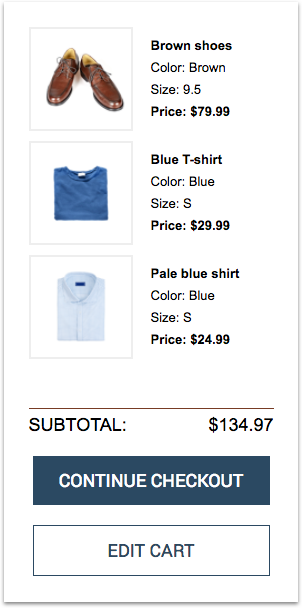 Brown shoes
Color: Brown
Size: 9.5
Price: $79.99
Blue T-shirt
Color: Blue
Size: S
Price: $29.99
Pale blue shirt
Color: Blue
Size: S
Price: $24.99
SUBTOTAL: $134.97
CONTINUE CHECKOUT
EDIT CART